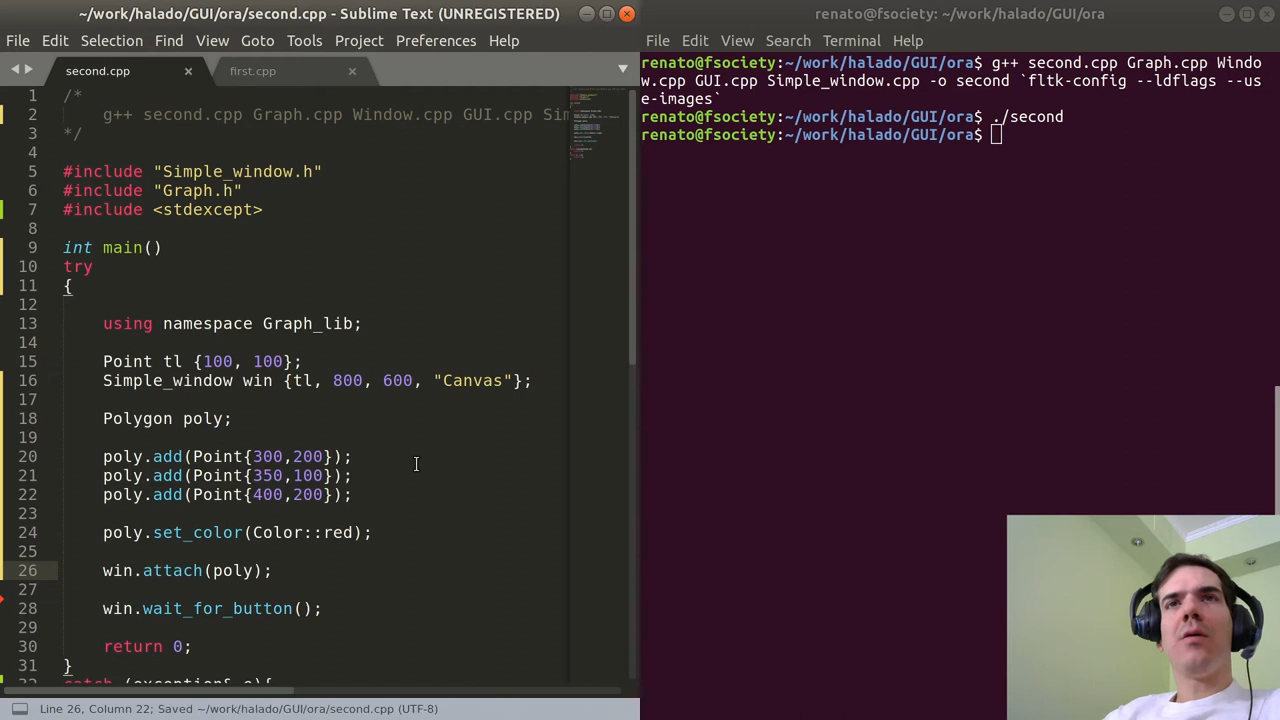 ~/work/halado/GUI/ora/second.cpp - Sublime Text (UNREGISTERED)
File Edit Selection Find View Goto Tools Project Preferences Help
second.cpp first.cpp
1 /*
2 g++ second.cpp Graph.cpp Window.cpp GUI.cpp Sim
3 */
4
5 #include "Simple_window.h"
6 #include "Graph.h"
7 #include <stdexcept>
8
9 int main()
10 try
11 {
12
13 using namespace Graph_lib;
14
15 Point tl {100, 100};
16 Simple_window win {tl, 800, 600, "Canvas"};
17
18 Polygon poly;
19
20 poly.add(Point{300,200});
21 poly.add(Point{350,100});
22 poly.add(Point{400,200});
23
24 poly.set_color(Color::red);
25
26 win.attach(poly);
27
28 win.wait_for_button();
29
30 return 0;
31 }
32 catch (exception& e){
Line 26, Column 22; Saved ~/work/halado/GUI/ora/second.cpp (UTF-8)
renato@fsociety: ~/work/halado/GUI/ora
File Edit View Search Terminal Help
renato@fsociety:~/work/halado/GUI/ora$ g++ second.cpp Graph.cpp Windo
w.cpp GUI.cpp Simple_window.cpp -o second `fltk-config --ldflags --us
e-images`
renato@fsociety:~/work/halado/GUI/ora$ ./second
renato@fsociety:~/work/halado/GUI/ora$